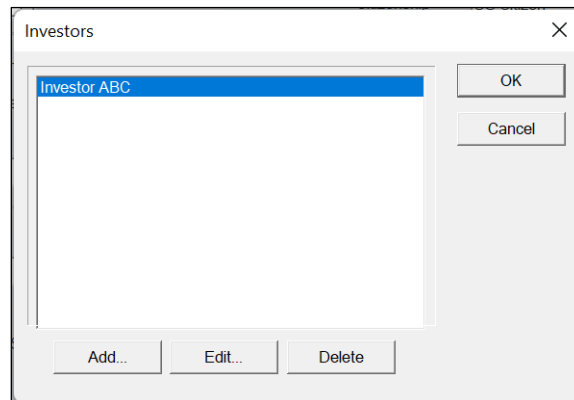 Investors
Investor ABC
OK
Cancel
Add...
Edit...
Delete